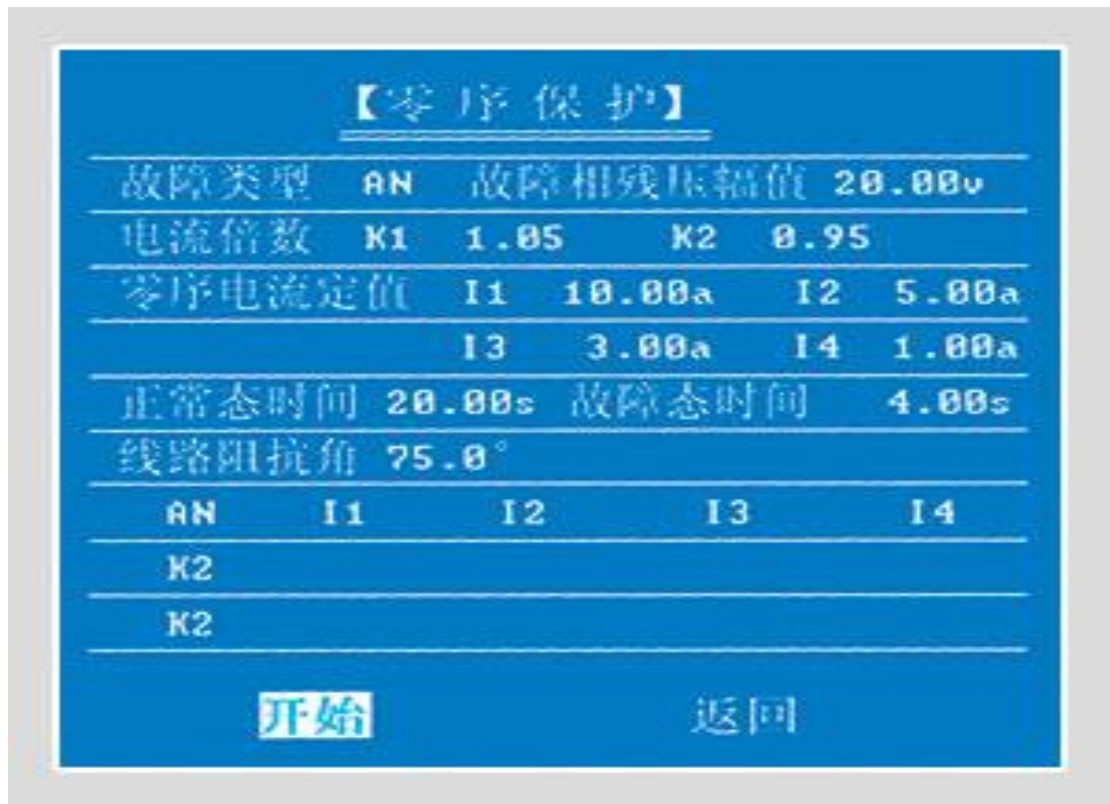 【零序保护】
故障类型 AN 故障相残压幅值 20.00v
电流倍数 K1 1.05 K2 0.95
零序电流定值 I1 10.00a I2 5.00a
I3 3.00a I4 1.00a
正常态时间 20.00s 故障态时间 4.00s
线路阻抗角 75.0°
AN I1 I2 I3 I4
K2
K2
开始 返回